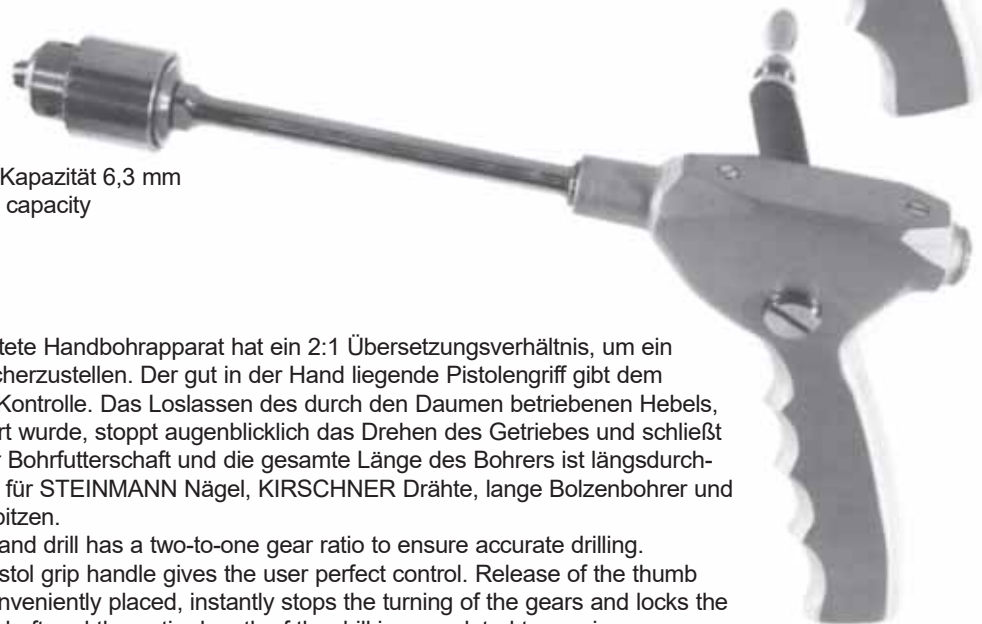 Kapazität 6,3 mm
capacity
tete Handbohrapparat hat ein 2:1 Übersetzungsverhältnis, um ein
cherzustellen. Der gut in der Hand liegende Pistolengriff gibt dem
Kontrolle. Das Loslassen des durch den Daumen betriebenen Hebels,
rt wurde, stoppt augenblicklich das Drehen des Getriebes und schließt
r Bohrfutterschaft und die gesamte Länge des Bohrers ist längsdurch-
für STEINMANN Nägel, KIRSCHNER Drähte, lange Bolzenbohrer und
pitzen.
and drill has a two-to-one gear ratio to ensure accurate drilling.
stol grip handle gives the user perfect control. Release of the thumb
nveniently placed, instantly stops the turning of the gears and locks the